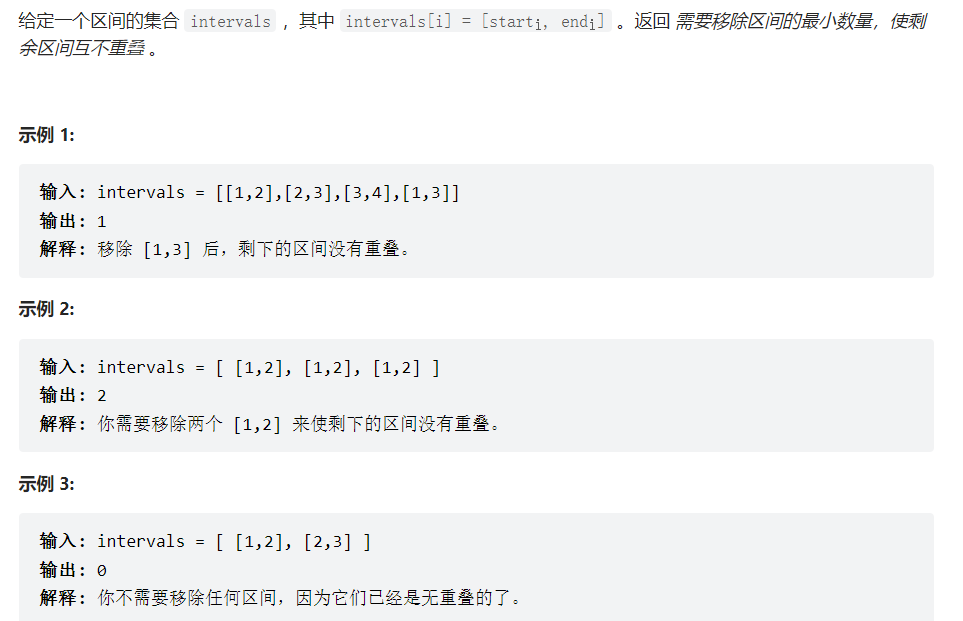 给定一个区间的集合 intervals ，其中 intervals[i] = [starti, endi] 。返回 需要移除区间的最小数量，使剩
余区间互不重叠 。
示例 1:
输入: intervals = [[1,2],[2,3],[3,4],[1,3]]
输出: 1
解释: 移除 [1,3] 后，剩下的区间没有重叠。
示例 2:
输入: intervals = [ [1,2], [1,2], [1,2] ]
输出: 2
解释: 你需要移除两个 [1,2] 来使剩下的区间没有重叠。
示例 3:
输入: intervals = [ [1,2], [2,3] ]
输出: 0
解释: 你不需要移除任何区间，因为它们已经是无重叠的了。